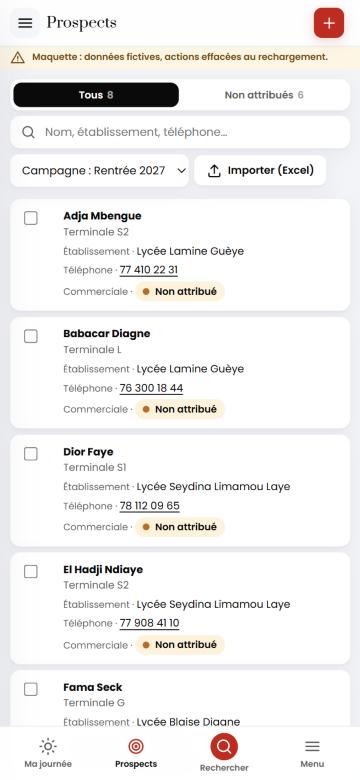 Prospects
Maquette : données fictives, actions effacées au rechargement.
Tous 8
Non attribués 6
Nom, établissement, téléphone...
Campagne : Rentrée 2027
Importer (Excel)
Adja Mbengue
Terminale S2
Établissement · Lycée Lamine Guèye
Téléphone · 77 410 22 31
Commerciale · Non attribué
Babacar Diagne
Terminale L
Établissement · Lycée Lamine Guèye
Téléphone · 76 300 18 44
Commerciale · Non attribué
Dior Faye
Terminale S1
Établissement · Lycée Seydina Limamou Laye
Téléphone · 78 112 09 65
Commerciale · Non attribué
El Hadji Ndiaye
Terminale S2
Établissement · Lycée Seydina Limamou Laye
Téléphone · 77 908 41 10
Commerciale · Non attribué
Fama Seck
Terminale G
Établissement · Lycée Blaise Diagne
Ma journée
Prospects
Rechercher
Menu